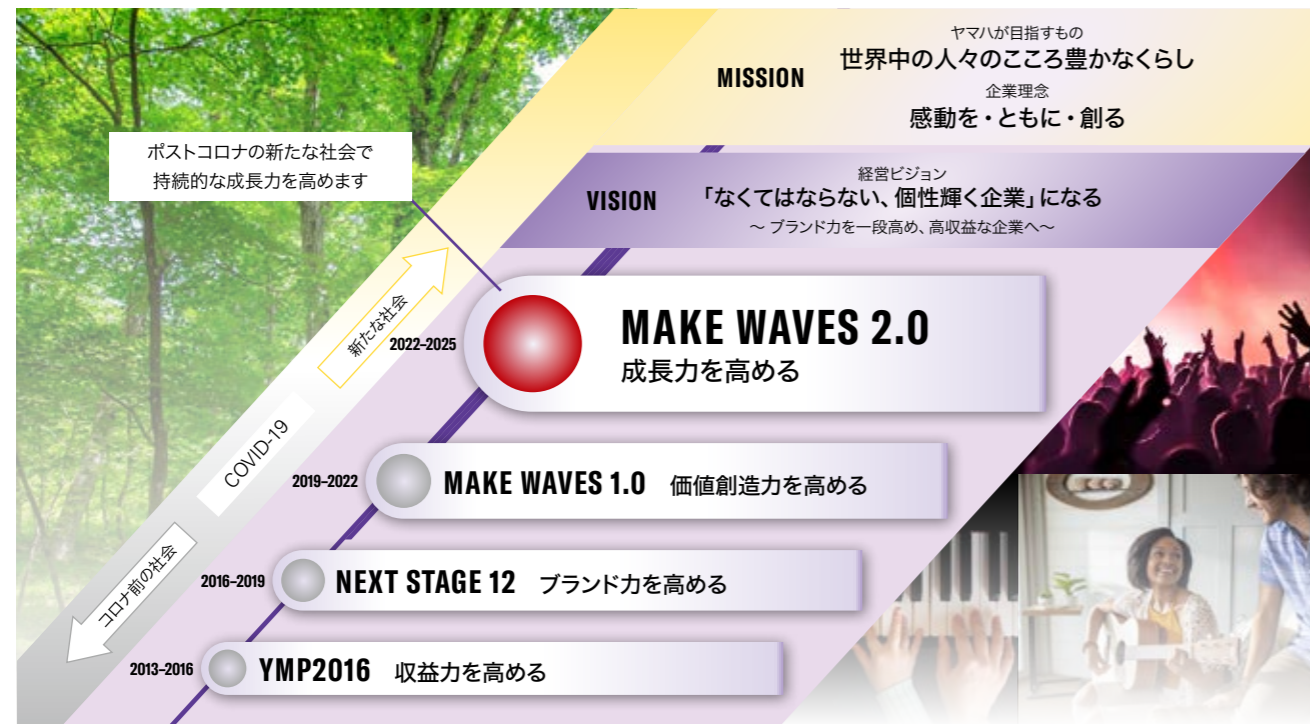 ヤマハが目指すもの
世界中の人々のこころ豊かなくらし
MISSION
企業理念
感動を・ともに・創る
ポストコロナの新たな社会で
持続的な成長力を高めます
経営ビジョン
VISION
「なくてはならない、個性輝く企業」になる
～ ブランド力を一段高め、高収益な企業へ～
新たな社会
2022–2025
MAKE WAVES 2.0
成長力を高める
COVID-19
2019–2022
MAKE WAVES 1.0 価値創造力を高める
コロナ前の社会
2016–2019
NEXT STAGE 12 ブランド力を高める
2013–2016
YMP2016 収益力を高める